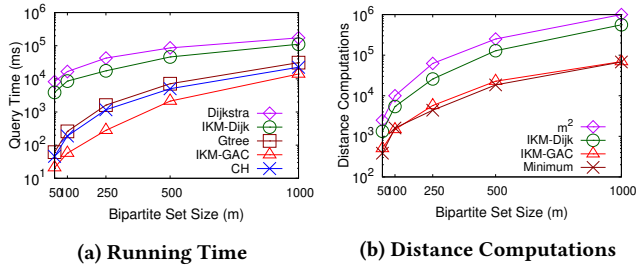 Query Time (ms)
10^6
10^5
10^4
10^3
10^2
10^1
50 100 250 500 1000
Bipartite Set Size (m)
Dijkstra
IKM-Dijk
Gtree
IKM-GAC
CH
(a) Running Time
Distance Computations
10^6
10^5
10^4
10^3
10^2
50 100 250 500 1000
Bipartite Set Size (m)
m^2
IKM-Dijk
IKM-GAC
Minimum
(b) Distance Computations